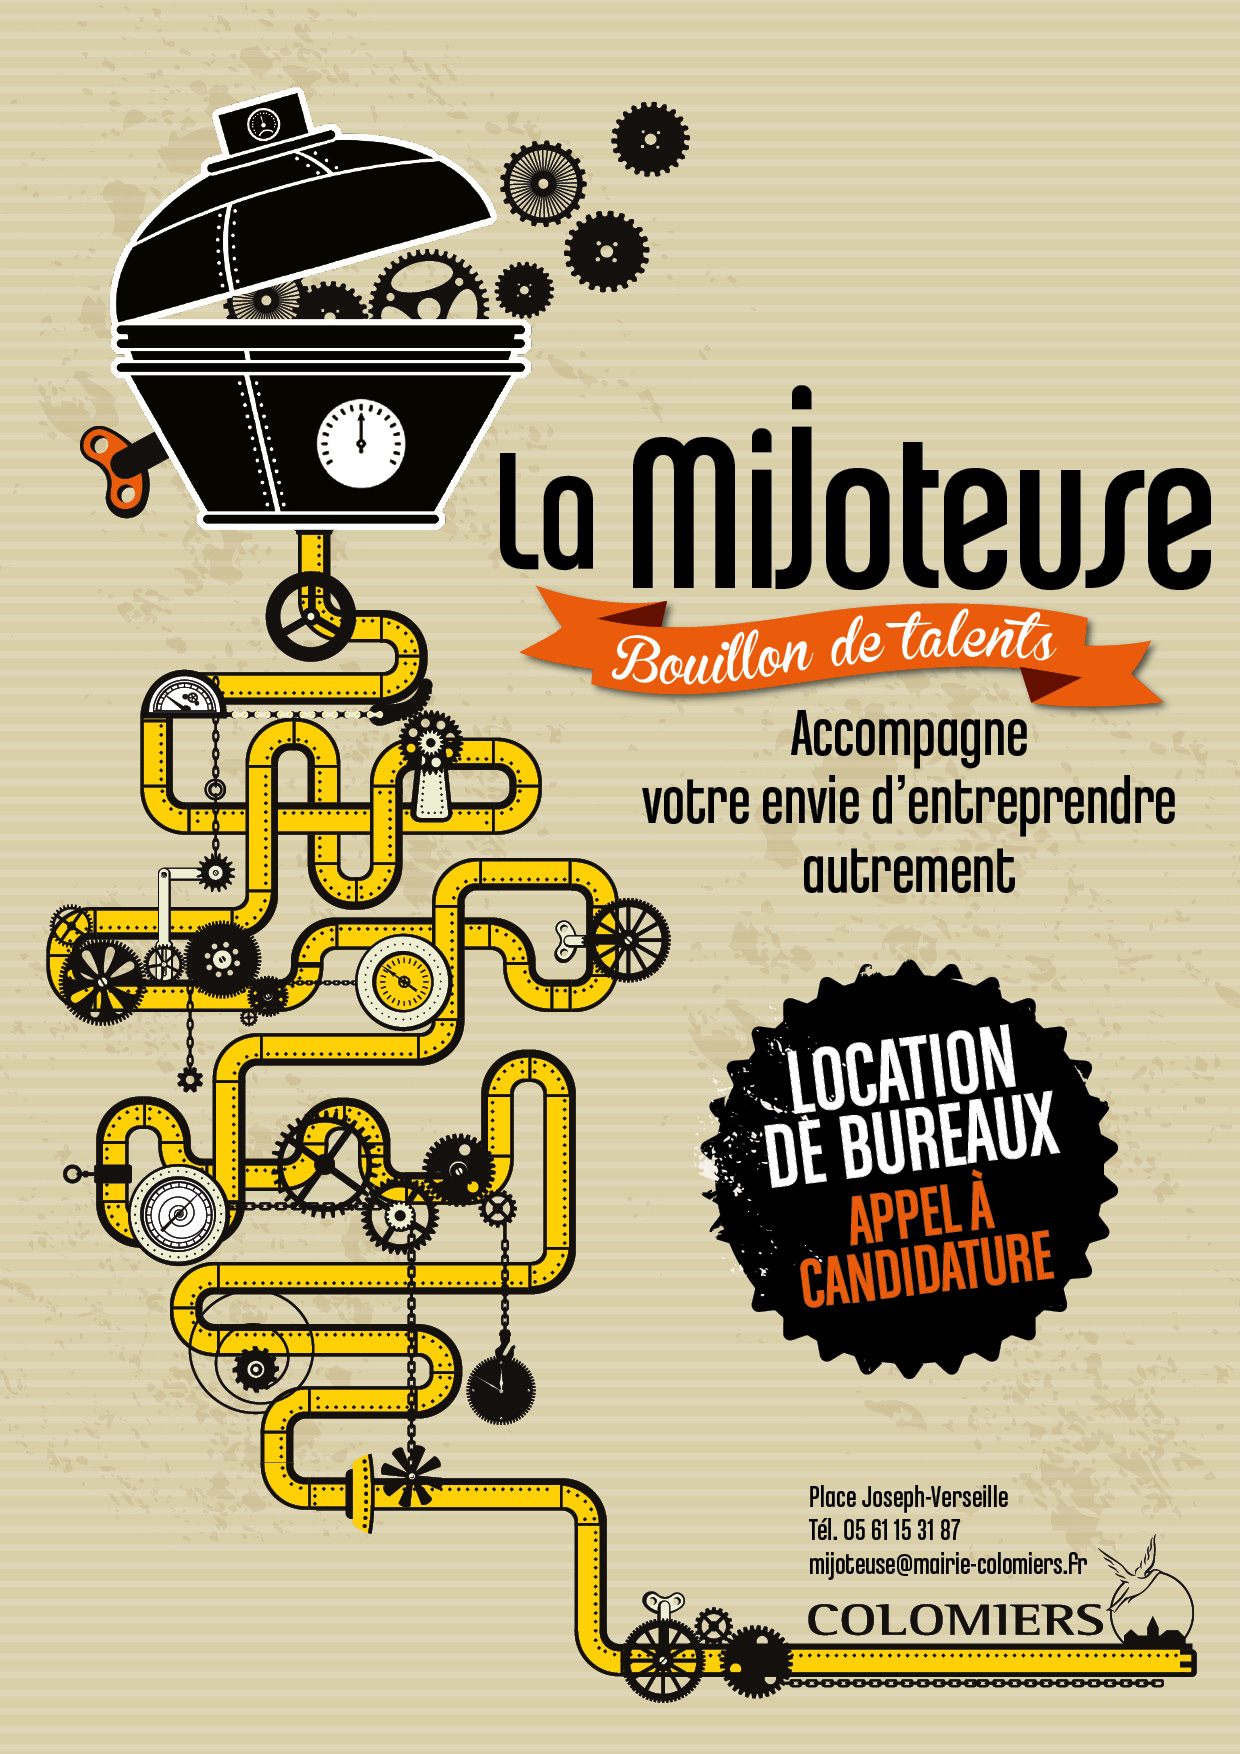 La Mijoteuse
Bouillon de talents
Accompagne
votre envie d'entreprendre
autrement
LOCATION
DE BUREAUX
APPEL À
CANDIDATURE
Place Joseph-Verseille
Tél. 05 61 15 31 87
mijoteuse@mairie-colomiers.fr
COLOMIERS